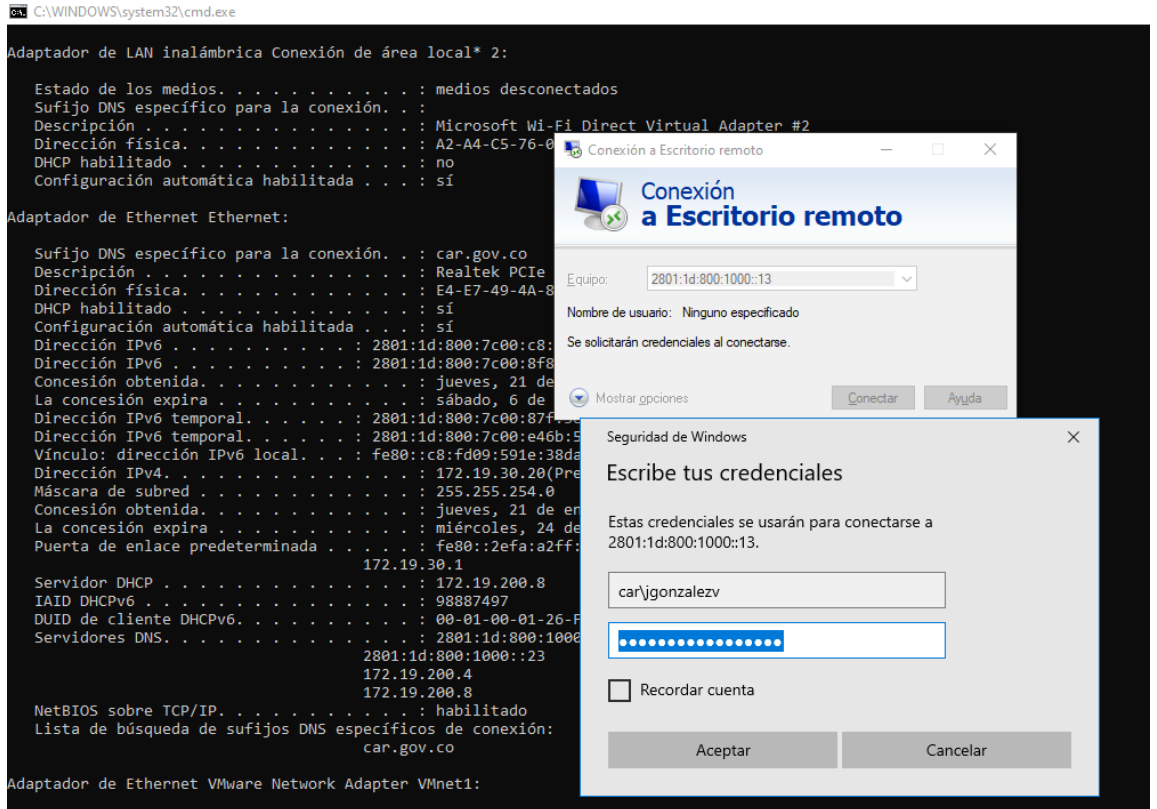 C:\WINDOWS\system32\cmd.exe
Adaptador de LAN inalámbrica Conexión de área local* 2:
Estado de los medios. . . . . . . . . . . : medios desconectados
Sufijo DNS específico para la conexión. . :
Descripción . . . . . . . . . . . . . . . : Microsoft Wi-Fi Direct Virtual Adapter #2
Dirección física. . . . . . . . . . . . . : A2-A4-C5-76-0
DHCP habilitado . . . . . . . . . . . . . : no
Configuración automática habilitada . . . : sí
Adaptador de Ethernet Ethernet:
Sufijo DNS específico para la conexión. . : car.gov.co
Descripción . . . . . . . . . . . . . . . : Realtek PCIe
Dirección física. . . . . . . . . . . . . : E4-E7-49-4A-8
DHCP habilitado . . . . . . . . . . . . . : sí
Configuración automática habilitada . . . : sí
Dirección IPv6 . . . . . . . . . . : 2801:1d:800:7c00:c8:
Dirección IPv6 . . . . . . . . . . : 2801:1d:800:7c00:8f8
Concesión obtenida. . . . . . . . . . . . : jueves, 21 de
La concesión expira . . . . . . . . . . . : sábado, 6 de
Dirección IPv6 temporal. . . . . . : 2801:1d:800:7c00:87f
Dirección IPv6 temporal. . . . . . : 2801:1d:800:7c00:e46b:5
Vínculo: dirección IPv6 local. . . : fe80::c8:fd09:591e:38da
Dirección IPv4. . . . . . . . . . . . . . : 172.19.30.20(Pre
Máscara de subred . . . . . . . . . . . . : 255.255.254.0
Concesión obtenida. . . . . . . . . . . . : jueves, 21 de en
La concesión expira . . . . . . . . . . . : miércoles, 24 de
Puerta de enlace predeterminada . . . . . : fe80::2efa:a2ff:
172.19.30.1
Servidor DHCP . . . . . . . . . . . . . . : 172.19.200.8
IAID DHCPv6 . . . . . . . . . . . . . . . : 98887497
DUID de cliente DHCPv6. . . . . . . . . . : 00-01-00-01-26-F
Servidores DNS. . . . . . . . . . . . . . : 2801:1d:800:1000
2801:1d:800:1000::23
172.19.200.4
172.19.200.8
NetBIOS sobre TCP/IP. . . . . . . . . . . : habilitado
Lista de búsqueda de sufijos DNS específicos de conexión:
car.gov.co
Adaptador de Ethernet VMware Network Adapter VMnet1:
Conexión a Escritorio remoto
Conexión
a Escritorio remoto
Equipo: 2801:1d:800:1000::13
Nombre de usuario: Ninguno especificado
Se solicitarán credenciales al conectarse.
Mostrar opciones Conectar Ayuda
Seguridad de Windows
Escribe tus credenciales
Estas credenciales se usarán para conectarse a
2801:1d:800:1000::13.
car\jgonzalezv
•••••••••••••••••
Recordar cuenta
Aceptar Cancelar